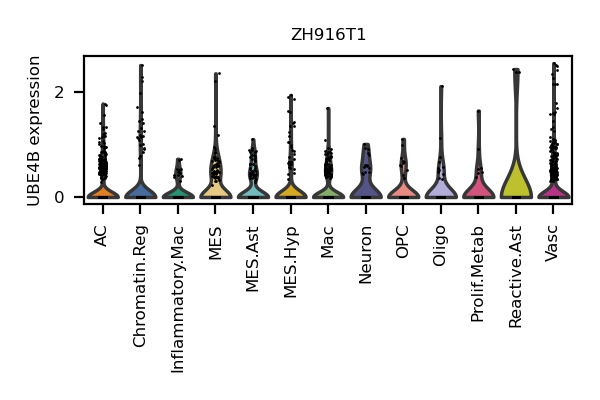 ZH916T1
UBE4B expression
2
0
AC
Chromatin.Reg
Inflammatory.Mac
MES
MES.Ast
MES.Hyp
Mac
Neuron
OPC
Oligo
Prolif.Metab
Reactive.Ast
Vasc